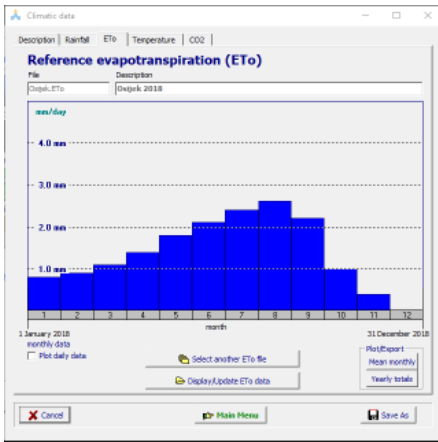 Climatic data
Description Rainfall ETo Temperature CO2
Reference evapotranspiration (ETo)
File Description
Osijek.ETo Osijek 2018
mm/day
4.0 mm
3.0 mm
2.0 mm
1.0 mm
1 2 3 4 5 6 7 8 9 10 11 12
month
1 January 2018 31 December 2018
monthly data
Plot daily data
Select another ETo file
Display/Update ETo data
Plot/Export
Mean monthly
Yearly totals
Cancel Main Menu Save As